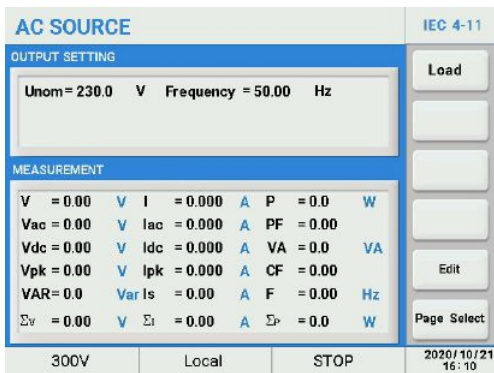 AC SOURCE
IEC 4-11
OUTPUT SETTING
Unom= 230.0 V Frequency = 50.00 Hz
Load
MEASUREMENT
V = 0.00 V I = 0.000 A P = 0.0 W
Vac = 0.00 V Iac = 0.000 A PF = 0.00
Vdc = 0.00 V Idc = 0.000 A VA = 0.0 VA
Vpk = 0.00 V Ipk = 0.000 A CF = 0.00
VAR= 0.0 Var Is = 0.00 A F = 0.00 Hz
Σv = 0.00 V ΣI = 0.00 A ΣP = 0.0 W
Edit
Page Select
300V Local STOP
2020/10/21
16:10